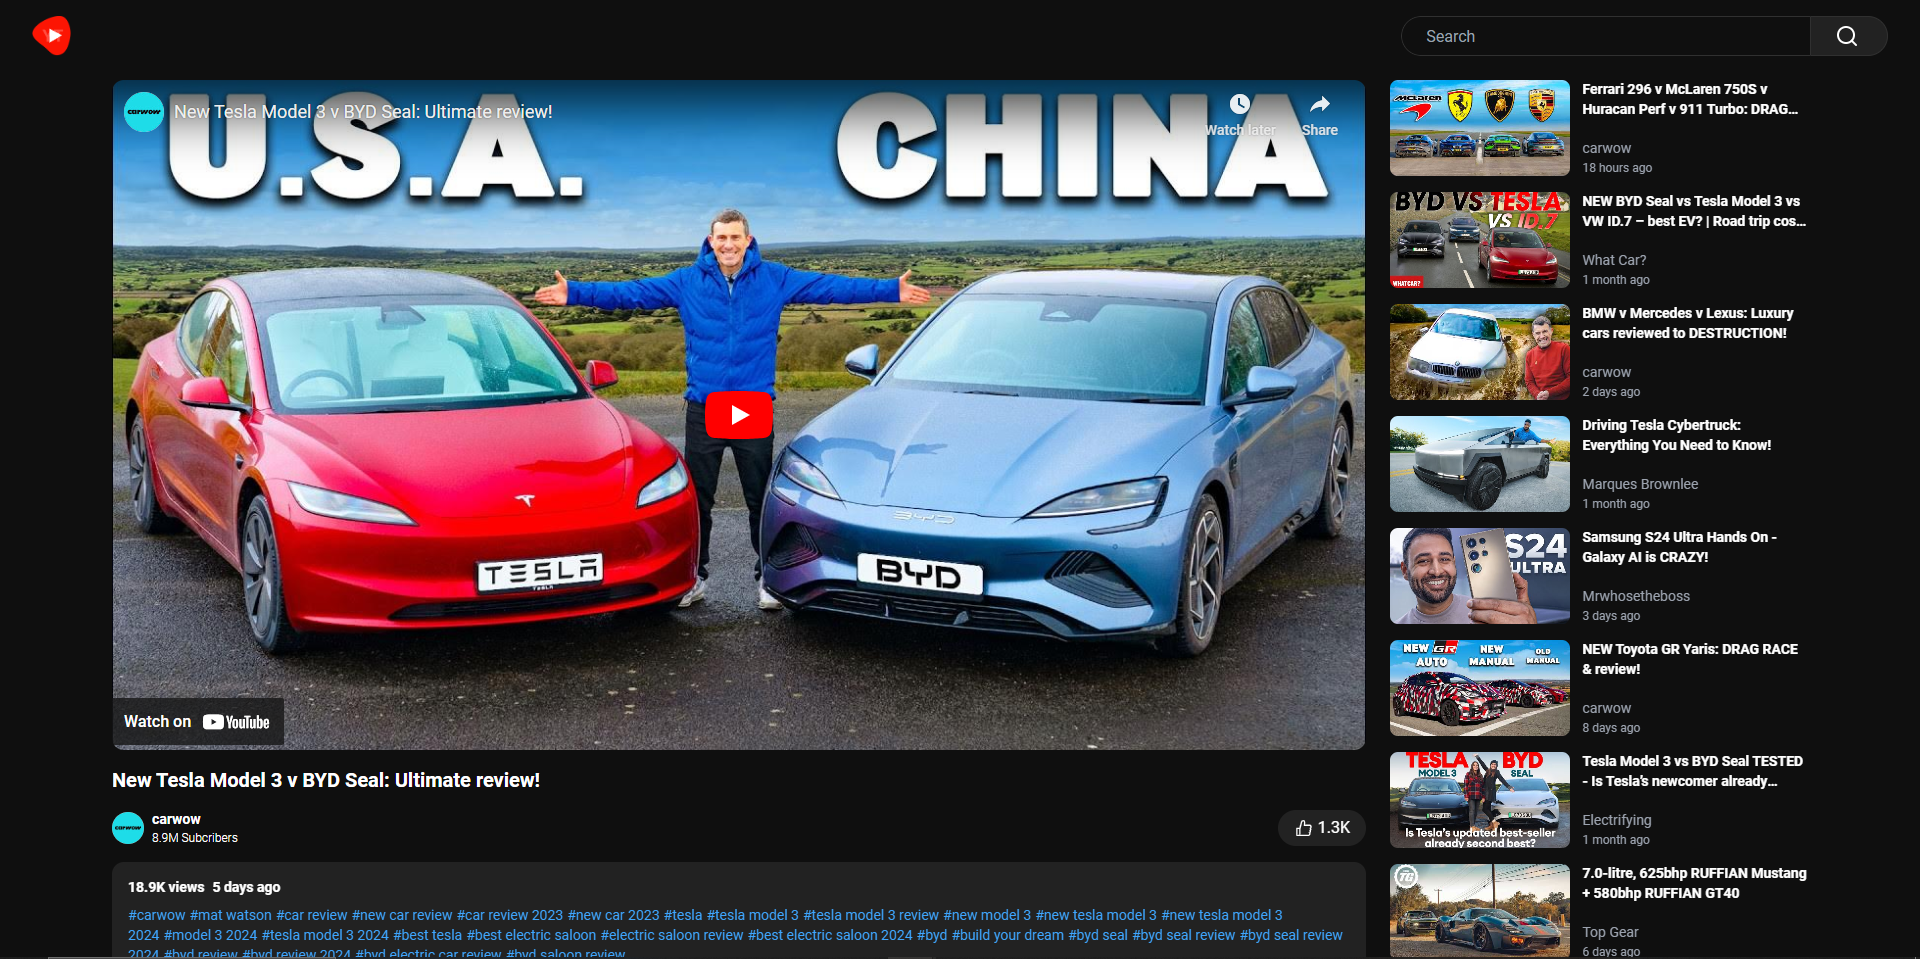 Search
U.S.A.
CHINA
carwow
New Tesla Model 3 v BYD Seal: Ultimate review!
Watch later
Share
TESLA
TESLA
BYD
BYD
Watch on YouTube
New Tesla Model 3 v BYD Seal: Ultimate review!
carwow
carwow
8.9M Subcribers
1.3K
18.9K views 5 days ago
#carwow #mat watson #car review #new car review #car review 2023 #new car 2023 #tesla #tesla model 3 #tesla model 3 review #new model 3 #new tesla model 3 #new tesla model 3
2024 #model 3 2024 #tesla model 3 2024 #best tesla #best electric saloon #electric saloon review #best electric saloon 2024 #byd #build your dream #byd seal #byd seal review #byd seal review
2024 #byd review #byd review 2024 #byd electric car review #byd saloon review
McLaren
Ferrari 296 v McLaren 750S v
Huracan Perf v 911 Turbo: DRAG...
carwow
18 hours ago
BYD VS TESLA
VS ID.7
WHATCAR?
NEW BYD Seal vs Tesla Model 3 vs
VW ID.7 – best EV? | Road trip cos...
What Car?
1 month ago
BMW v Mercedes v Lexus: Luxury
cars reviewed to DESTRUCTION!
carwow
2 days ago
Driving Tesla Cybertruck:
Everything You Need to Know!
Marques Brownlee
1 month ago
S24
ULTRA
Samsung S24 Ultra Hands On -
Galaxy AI is CRAZY!
Mrwhosetheboss
3 days ago
NEW GR
AUTO
NEW
MANUAL
OLD
MANUAL
NEW Toyota GR Yaris: DRAG RACE
& review!
carwow
8 days ago
TESLA
MODEL 3
BYD
SEAL
Is Tesla's updated best-seller
already second best?
Tesla Model 3 vs BYD Seal TESTED
- Is Tesla's newcomer already...
Electrifying
1 month ago
TG
7.0-litre, 625bhp RUFFIAN Mustang
+ 580bhp RUFFIAN GT40
Top Gear
6 days ago